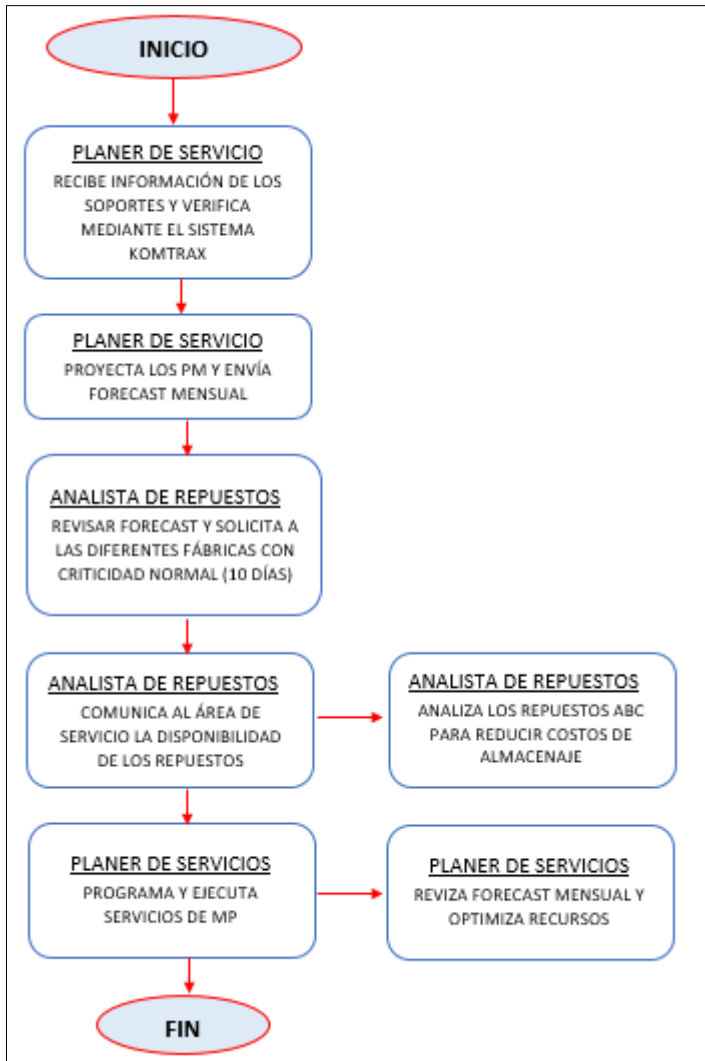 INICIO
PLANER DE SERVICIO
RECIBE INFORMACIÓN DE LOS
SOPORTES Y VERIFICA
MEDIANTE EL SISTEMA
KOMTRAX
PLANER DE SERVICIO
PROYECTA LOS PM Y ENVÍA
FORECAST MENSUAL
ANALISTA DE REPUESTOS
REVISAR FORECAST Y SOLICITA A
LAS DIFERENTES FÁBRICAS CON
CRITICIDAD NORMAL (10 DÍAS)
ANALISTA DE REPUESTOS
COMUNICA AL ÁREA DE
SERVICIO LA DISPONIBILIDAD
DE LOS REPUESTOS
ANALISTA DE REPUESTOS
ANALIZA LOS REPUESTOS ABC
PARA REDUCIR COSTOS DE
ALMACENAJE
PLANER DE SERVICIOS
PROGRAMA Y EJECUTA
SERVICIOS DE MP
PLANER DE SERVICIOS
REVIZA FORECAST MENSUAL Y
OPTIMIZA RECURSOS
FIN